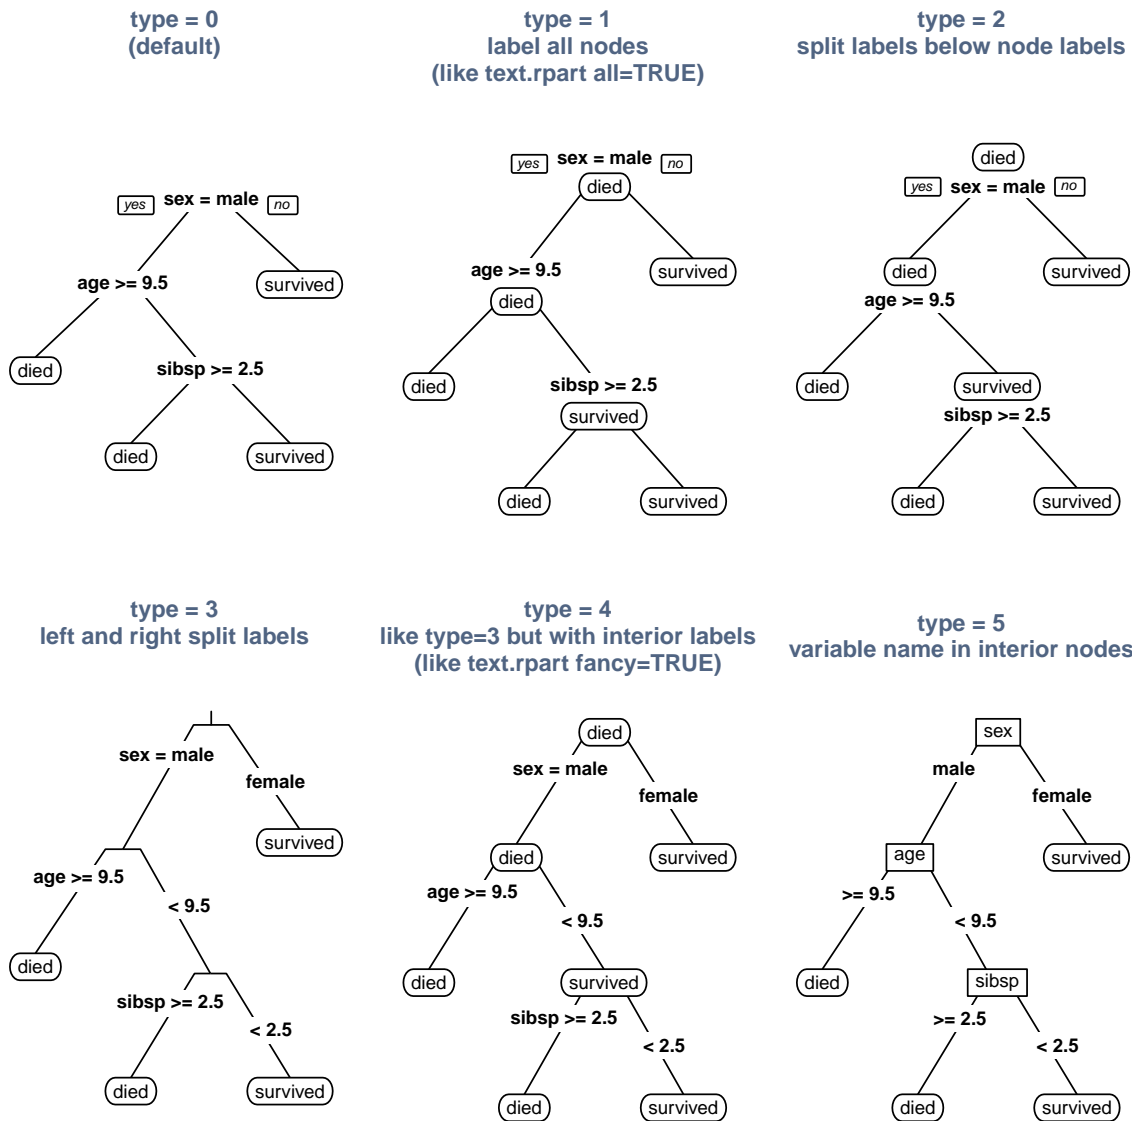 type = 0
(default)
yes sex = male no
age >= 9.5 survived
died sibsp >= 2.5
died survived
type = 1
label all nodes
(like text.rpart all=TRUE)
yes sex = male no
died
age >= 9.5 survived
died
died sibsp >= 2.5
survived
died survived
type = 2
split labels below node labels
died
yes sex = male no
died survived
age >= 9.5
died survived
sibsp >= 2.5
died survived
type = 3
left and right split labels
sex = male
female
survived
age >= 9.5
< 9.5
died
sibsp >= 2.5
< 2.5
died survived
type = 4
like type=3 but with interior labels
(like text.rpart fancy=TRUE)
died
sex = male
female
died survived
age >= 9.5
< 9.5
died survived
sibsp >= 2.5
< 2.5
died survived
type = 5
variable name in interior nodes
sex
male
female
age survived
>= 9.5
< 9.5
died sibsp
>= 2.5
< 2.5
died survived